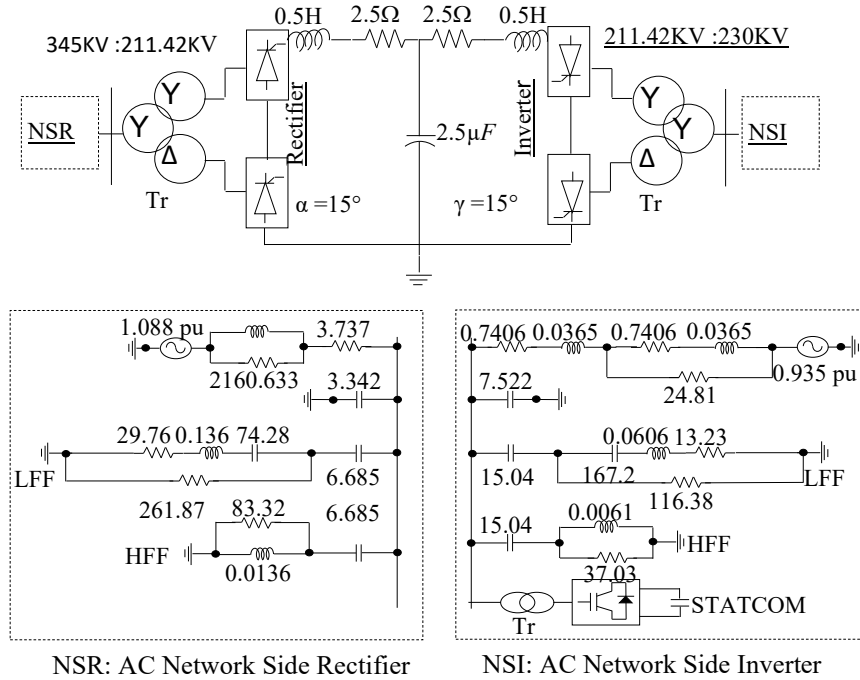 0.5H 2.5Ω 2.5Ω 0.5H
345KV :211.42KV
211.42KV :230KV
Y
Y
Δ
NSR
Tr
Rectifier
α =15°
2.5μF
Inverter
γ =15°
Y
Y
Δ
NSI
Tr
1.088 pu
3.737
2160.633
3.342
29.76 0.136 74.28
LFF
6.685
261.87
83.32
6.685
HFF
0.0136
0.7406 0.0365 0.7406 0.0365
7.522
24.81
0.935 pu
0.0606 13.23
15.04
167.2
LFF
116.38
15.04
0.0061
HFF
37.03
STATCOM
Tr
NSR: AC Network Side Rectifier
NSI: AC Network Side Inverter